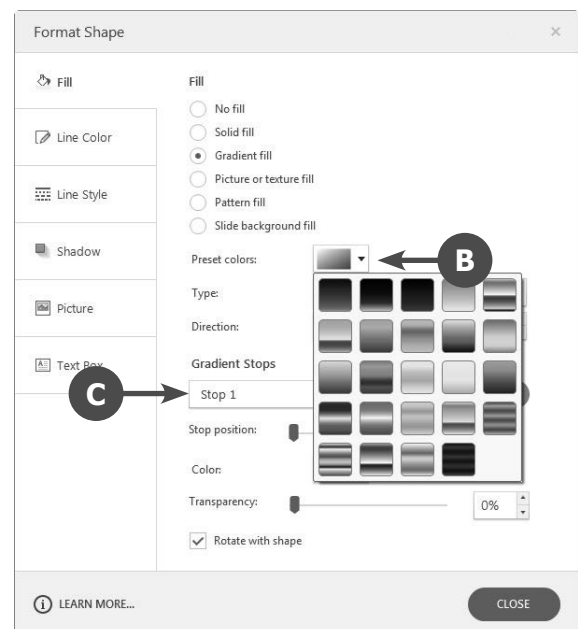 Format Shape
Fill
Line Color
Line Style
Shadow
Picture
Text Box
Fill
No fill
Solid fill
Gradient fill
Picture or texture fill
Pattern fill
Slide background fill
Preset colors:
B
Type:
Direction:
Gradient Stops
C
Stop 1
Stop position:
Color:
Transparency:
0%
Rotate with shape
LEARN MORE...
CLOSE